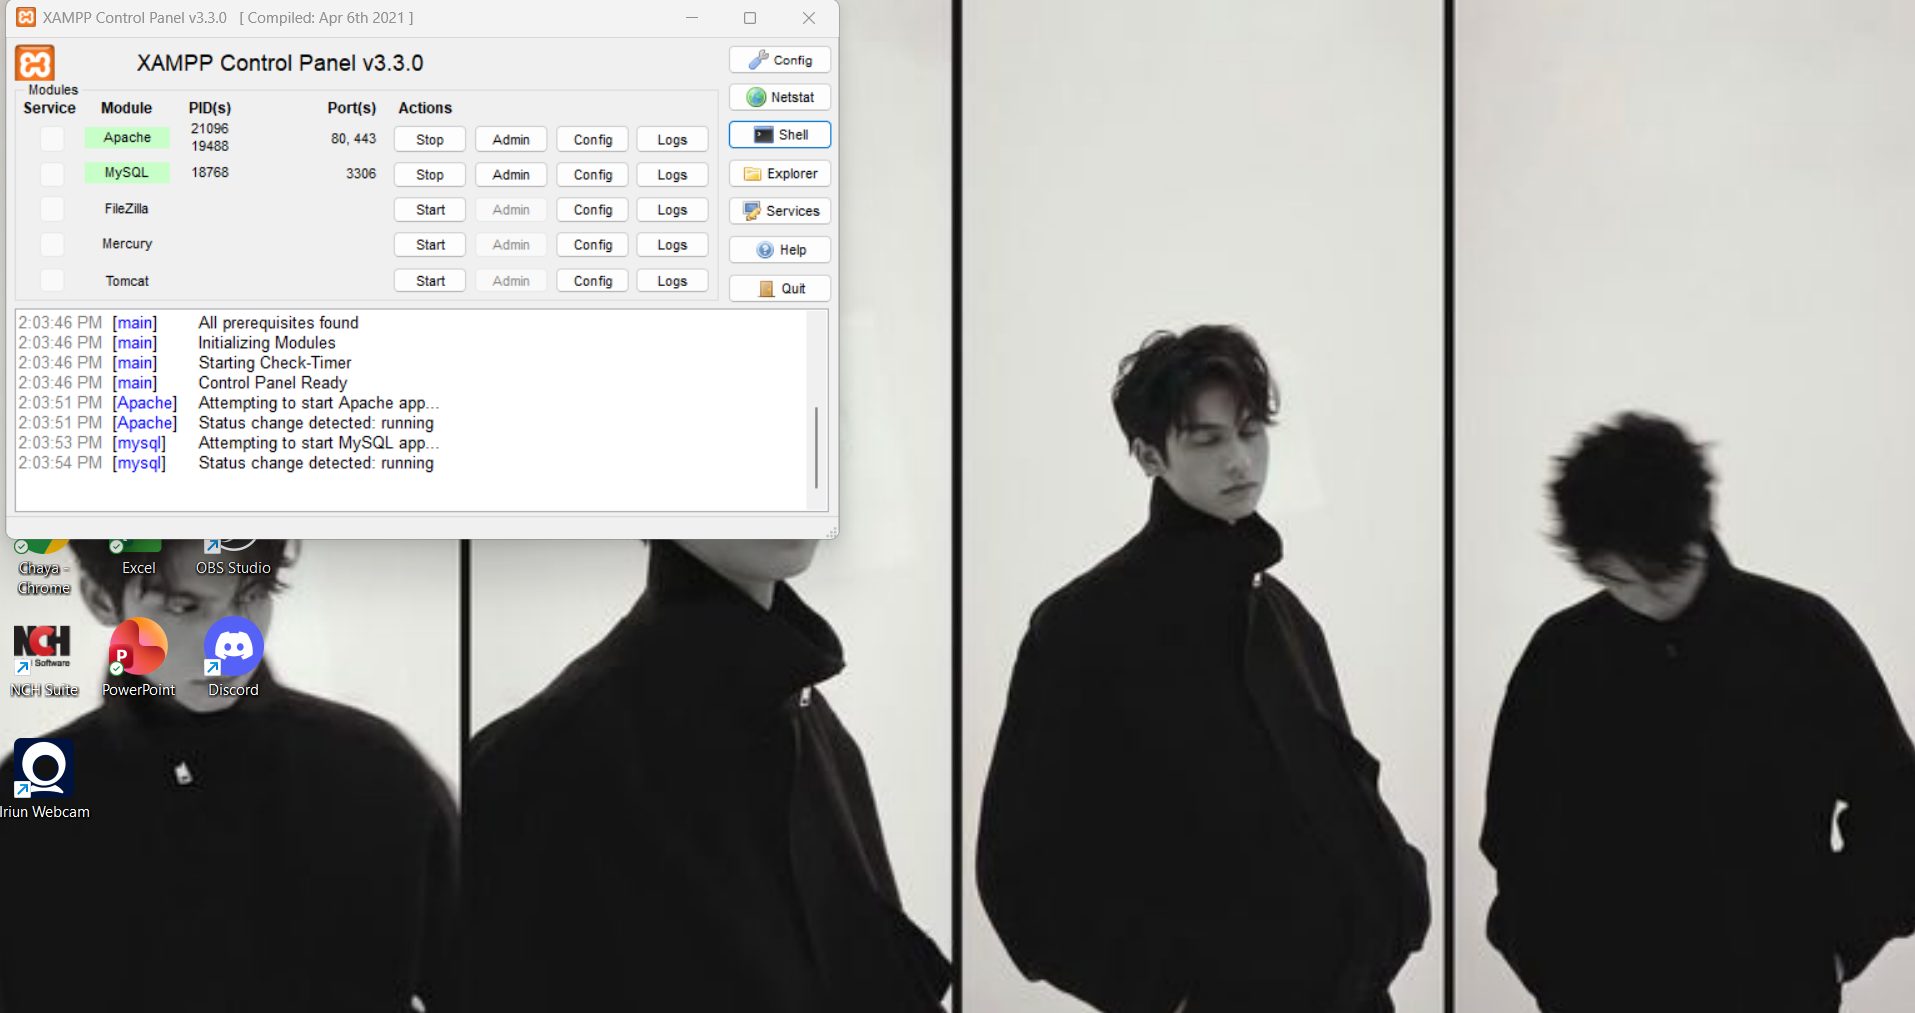 XAMPP Control Panel v3.3.0 [ Compiled: Apr 6th 2021 ]
XAMPP Control Panel v3.3.0
Config
Modules
Service Module PID(s) Port(s) Actions
Netstat
Apache 21096 19488 80, 443 Stop Admin Config Logs
Shell
MySQL 18768 3306 Stop Admin Config Logs
Explorer
FileZilla Start Admin Config Logs
Services
Mercury Start Admin Config Logs
Help
Tomcat Start Admin Config Logs
Quit
2:03:46 PM [main] All prerequisites found
2:03:46 PM [main] Initializing Modules
2:03:46 PM [main] Starting Check-Timer
2:03:46 PM [main] Control Panel Ready
2:03:51 PM [Apache] Attempting to start Apache app...
2:03:51 PM [Apache] Status change detected: running
2:03:53 PM [mysql] Attempting to start MySQL app...
2:03:54 PM [mysql] Status change detected: running
Chaya - Chrome
Excel
OBS Studio
NCH
Software
P
NCH Suite
PowerPoint
Discord
Iriun Webcam